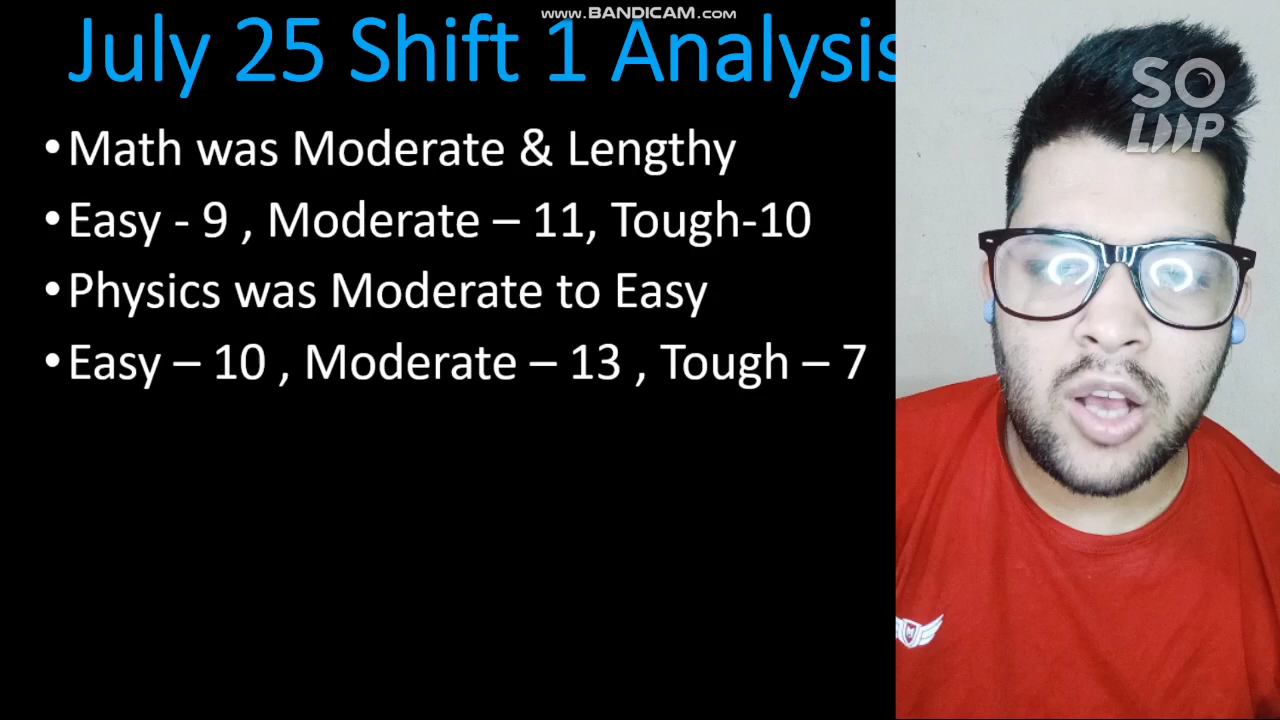 www.BANDICAM.com
July 25 Shift 1 Analysis
•Math was Moderate & Lengthy
•Easy - 9 , Moderate – 11, Tough-10
•Physics was Moderate to Easy
•Easy – 10 , Moderate – 13 , Tough – 7
SO
LOOP